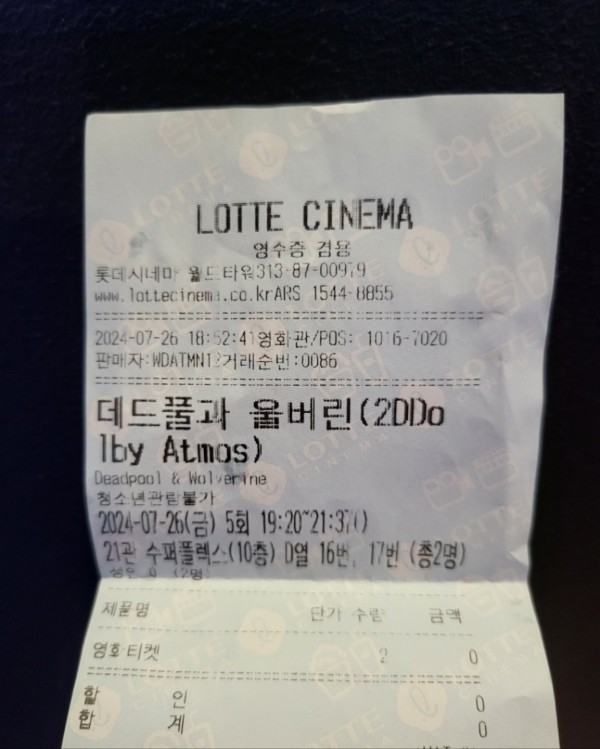 LOTTE CINEMA
영수증 겸용
롯데시네마 월드타워313-87-00979
www.lottecinema.co.krARS 1544-8855
2024-07-26 18:52:41영화관/POS: 1016-7020
판매자:WDATMN12거래순번:0086
데드풀과 울버린(2DDo
lby Atmos)
Deadpool & Wolverine
청소년관람불가
2024-07-26(금) 5회 19:20~21:37()
21관 수퍼플렉스(10층) D열 16번, 17번 (총2명)
성인 0 (2명)
제품명 단가 수량 금액
영화티켓 2 0
할 인 0
합 계 0